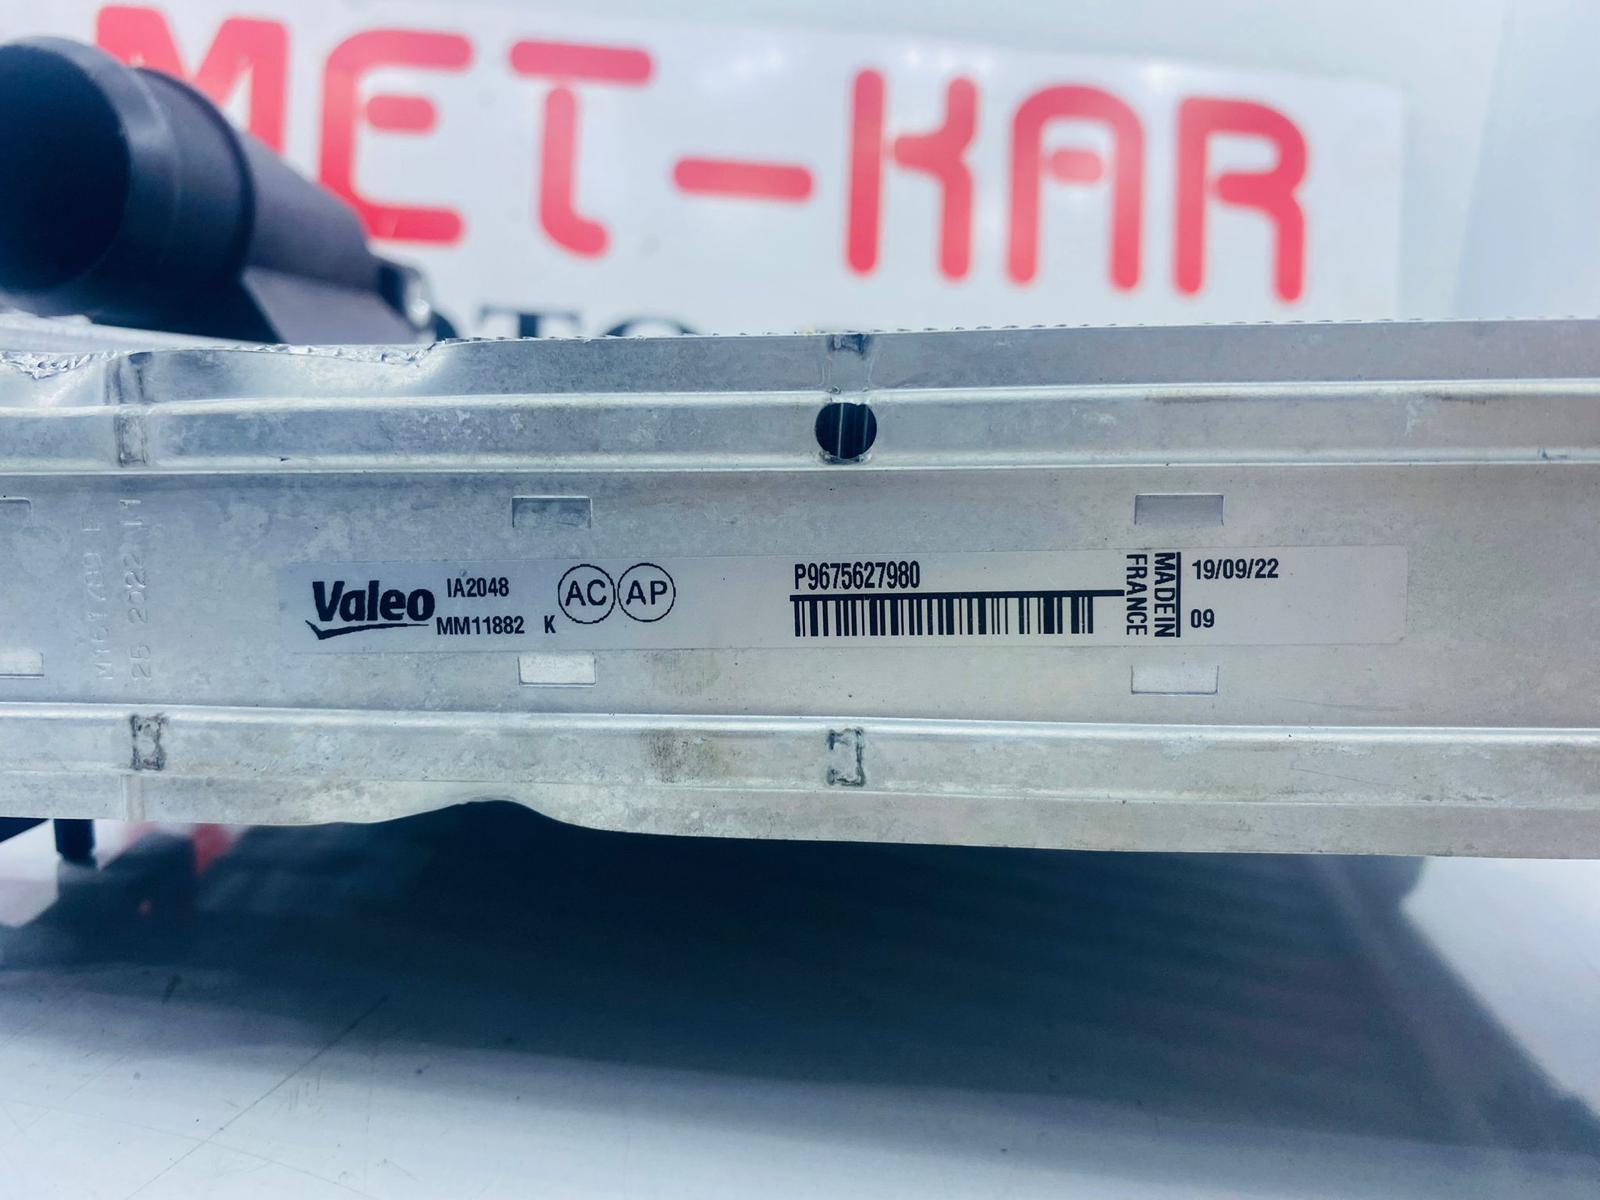 MET-KAR
Valeo
IA2048
MM11882 K
AC AP
P9675627980
MADE IN
FRANCE
19/09/22
09